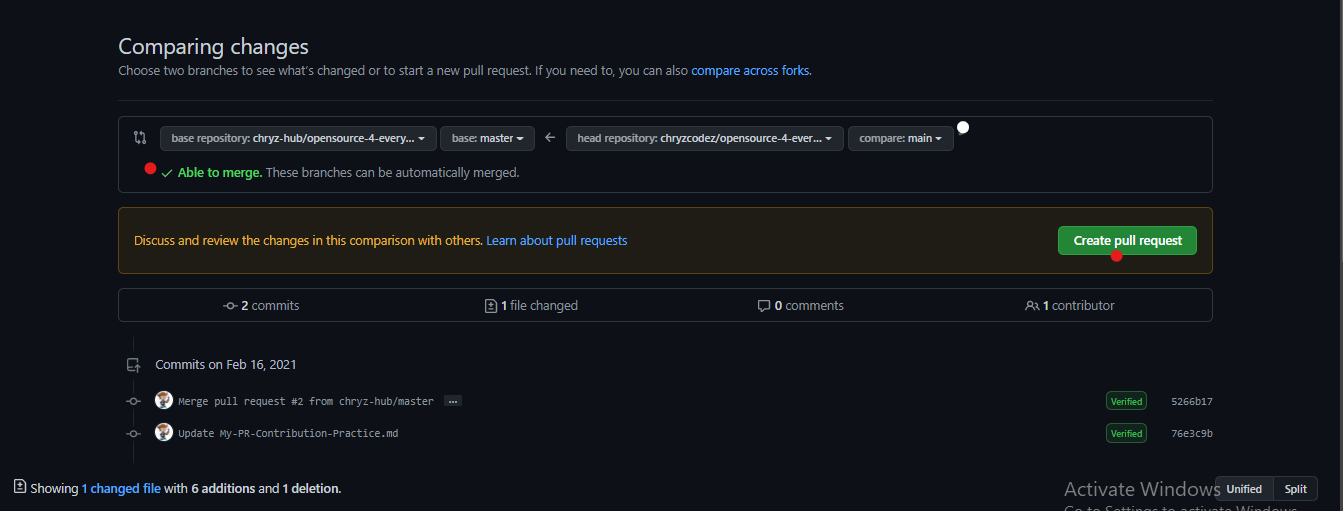 Comparing changes
Choose two branches to see what's changed or to start a new pull request. If you need to, you can also compare across forks.
base repository: chryz-hub/opensource-4-every... base: master ← head repository: chryzcodez/opensource-4-ever... compare: main
✓ Able to merge. These branches can be automatically merged.
Discuss and review the changes in this comparison with others. Learn about pull requests Create pull request
2 commits 1 file changed 0 comments 1 contributor
Commits on Feb 16, 2021
Merge pull request #2 from chryz-hub/master ... Verified 5266b17
Update My-PR-Contribution-Practice.md Verified 76e3c9b
Showing 1 changed file with 6 additions and 1 deletion. Unified Split
Activate Windows
Go to Settings to activate Windows.